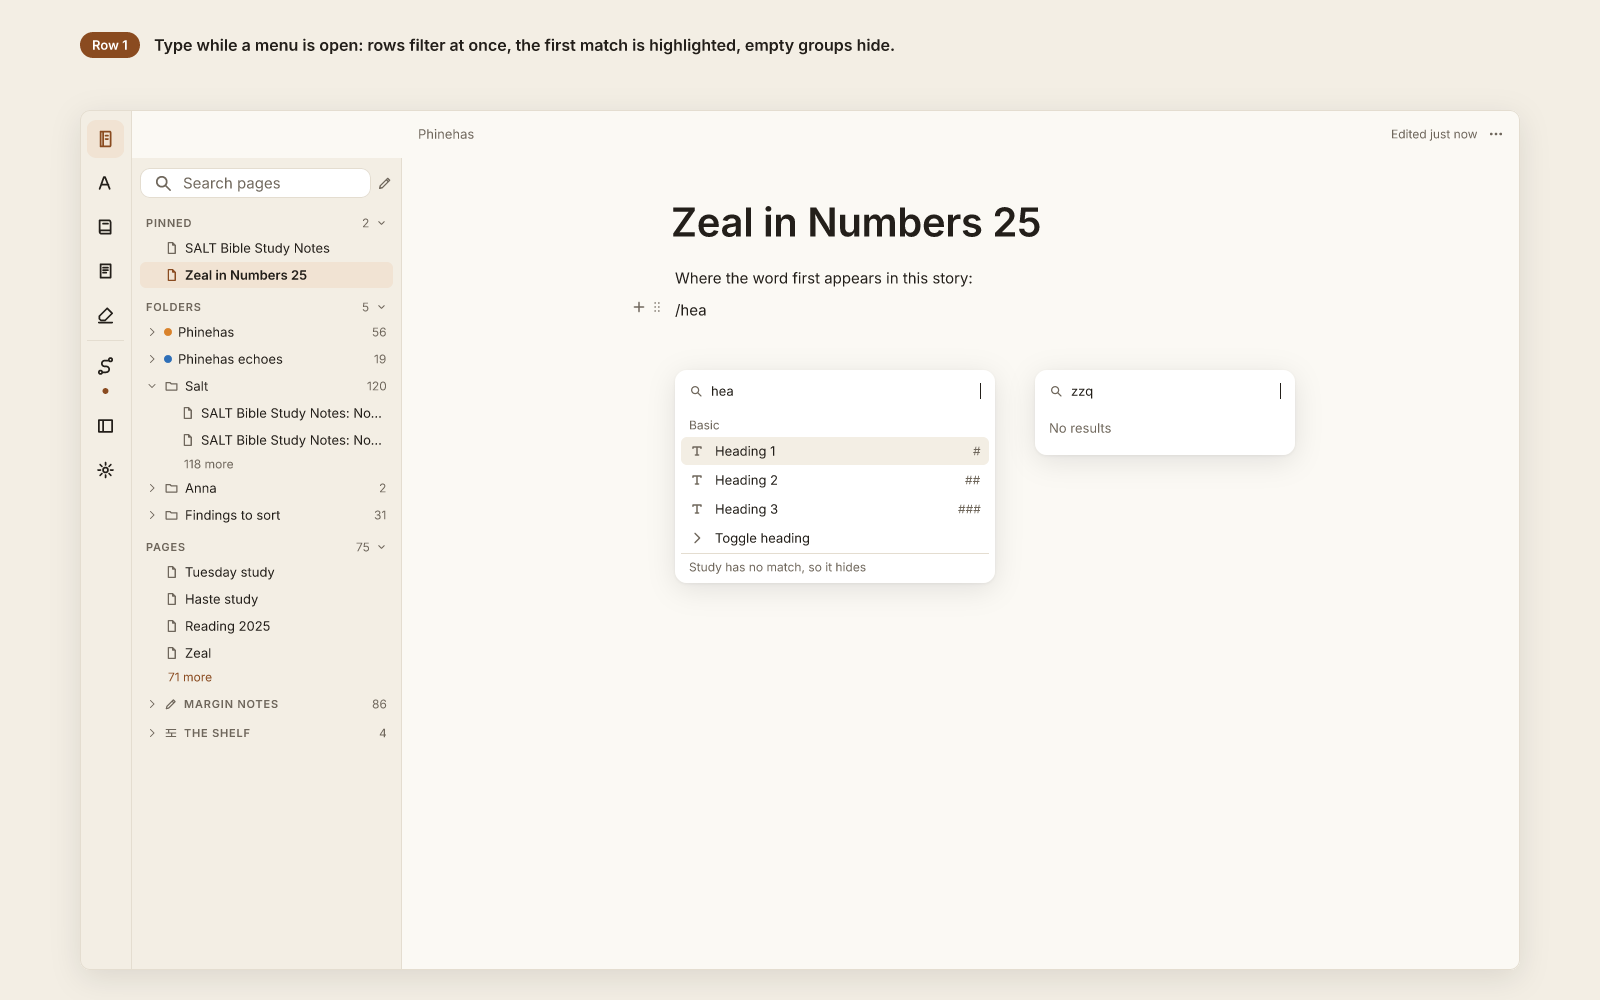 Row 1
Type while a menu is open: rows filter at once, the first match is highlighted, empty groups hide.
Phinehas
Edited just now
Search pages
PINNED 2
SALT Bible Study Notes
Zeal in Numbers 25
FOLDERS 5
Phinehas 56
Phinehas echoes 19
Salt 120
SALT Bible Study Notes: No...
SALT Bible Study Notes: No...
118 more
Anna 2
Findings to sort 31
PAGES 75
Tuesday study
Haste study
Reading 2025
Zeal
71 more
MARGIN NOTES 86
THE SHELF 4
Zeal in Numbers 25
Where the word first appears in this story:
/hea
hea
Basic
Heading 1 #
Heading 2 ##
Heading 3 ###
Toggle heading
Study has no match, so it hides
zzq
No results